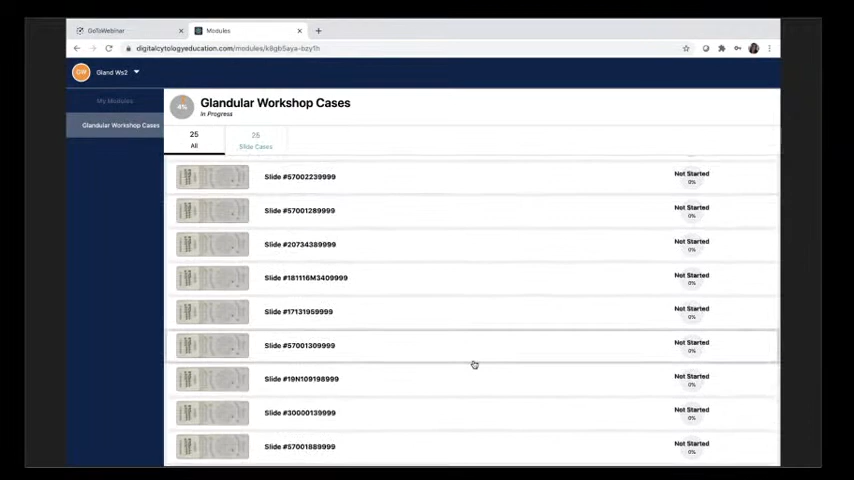 GoToWebinar
Modules
digitalcytologyeducation.com/modules/k8gb5aya-bzy1h
GW
Gland Ws2
My Modules
Glandular Workshop Cases
4%
Glandular Workshop Cases
In Progress
25
All
25
Slide Cases
Slide #57002239999
Not Started
0%
Slide #57001289999
Not Started
0%
Slide #20734389999
Not Started
0%
Slide #181116M3409999
Not Started
0%
Slide #17131959999
Not Started
0%
Slide #57001309999
Not Started
0%
Slide #19N109198999
Not Started
0%
Slide #30000139999
Not Started
0%
Slide #57001889999
Not Started
0%